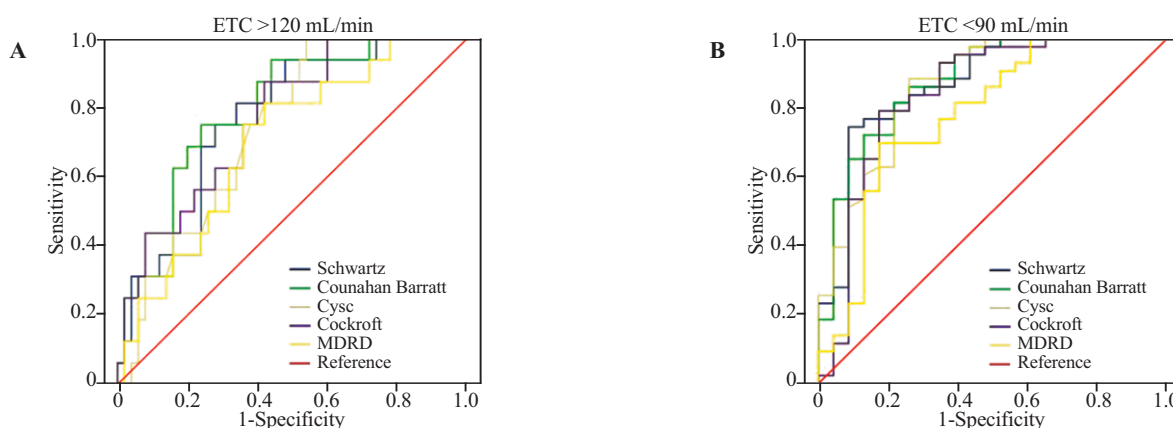 ETC >120 mL/min
A
1.0
0.8
0.6
0.4
0.2
0
Sensitivity
Schwartz
Counahan Barratt
Cysc
Cockroft
MDRD
Reference
0 0.2 0.4 0.6 0.8 1.0
1-Specificity
ETC <90 mL/min
B
1.0
0.8
0.6
0.4
0.2
0
Sensitivity
Schwartz
Counahan Barratt
Cysc
Cockroft
MDRD
Reference
0 0.2 0.4 0.6 0.8 1.0
1-Specificity